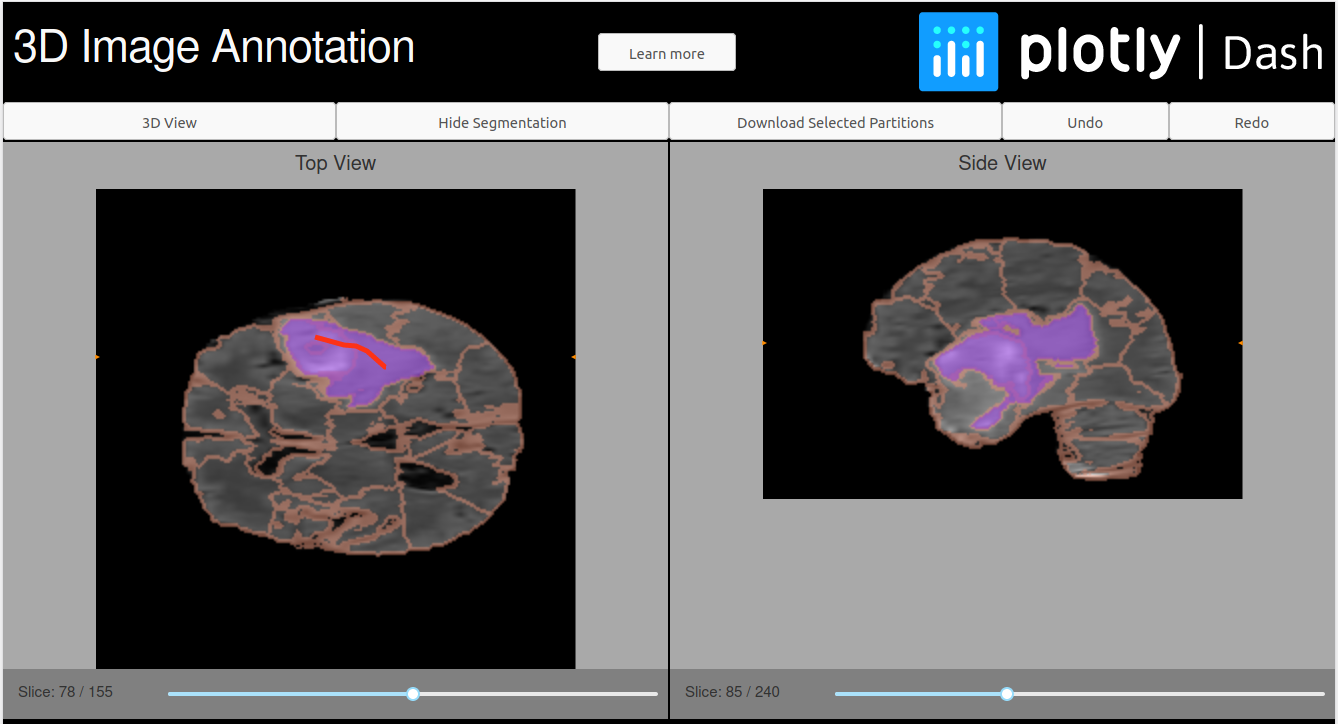 3D Image Annotation
Learn more
plotly | Dash
3D View
Hide Segmentation
Download Selected Partitions
Undo
Redo
Top View
Side View
Slice: 78 / 155
Slice: 85 / 240